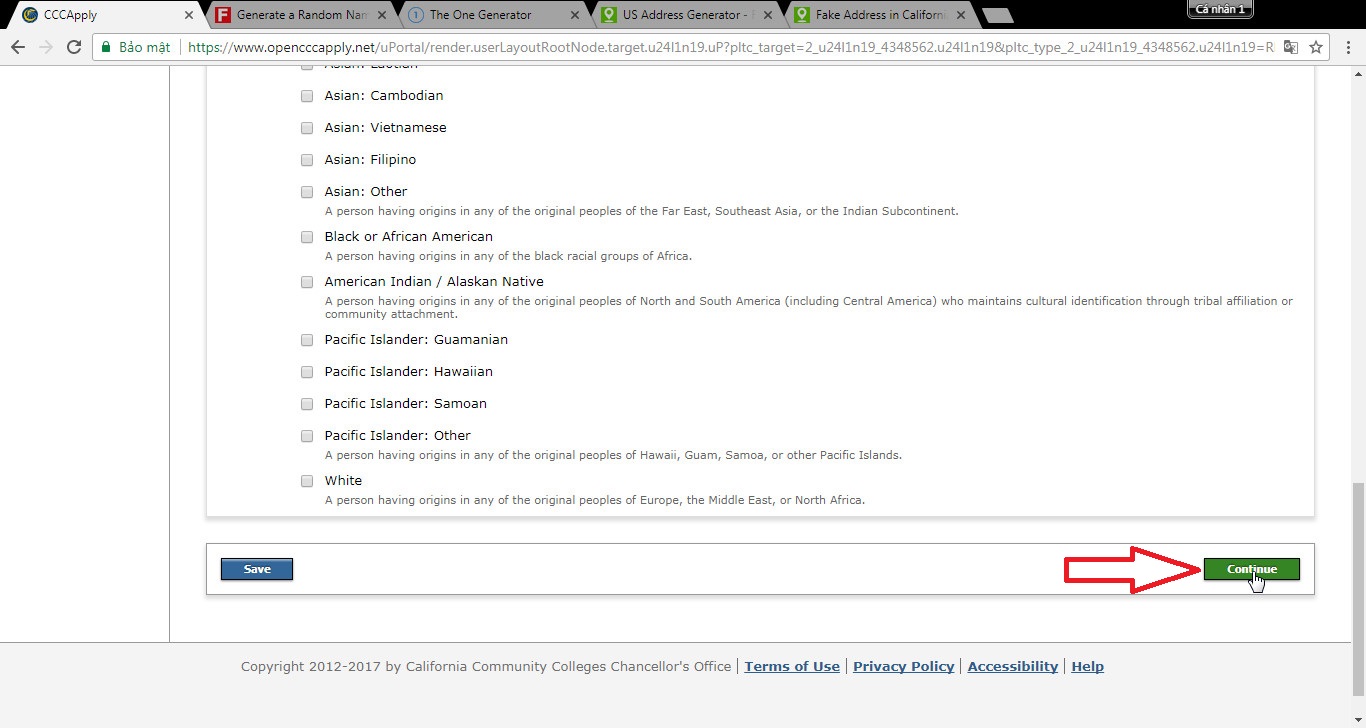 CCCApply
Generate a Random Nam
The One Generator
US Address Generator - F
Fake Address in Californi
Cá nhân 1
Bảo mật
https://www.opencccapply.net/uPortal/render.userLayoutRootNode.target.u24l1n19.uP?pltc_target=2_u24l1n19_4348562.u24l1n19&pltc_type_2_u24l1n19_4348562.u24l1n19=R
Asian: Laotian
Asian: Cambodian
Asian: Vietnamese
Asian: Filipino
Asian: Other
A person having origins in any of the original peoples of the Far East, Southeast Asia, or the Indian Subcontinent.
Black or African American
A person having origins in any of the black racial groups of Africa.
American Indian / Alaskan Native
A person having origins in any of the original peoples of North and South America (including Central America) who maintains cultural identification through tribal affiliation or
community attachment.
Pacific Islander: Guamanian
Pacific Islander: Hawaiian
Pacific Islander: Samoan
Pacific Islander: Other
A person having origins in any of the original peoples of Hawaii, Guam, Samoa, or other Pacific Islands.
White
A person having origins in any of the original peoples of Europe, the Middle East, or North Africa.
Save
Continue
Copyright 2012-2017 by California Community Colleges Chancellor's Office | Terms of Use | Privacy Policy | Accessibility | Help